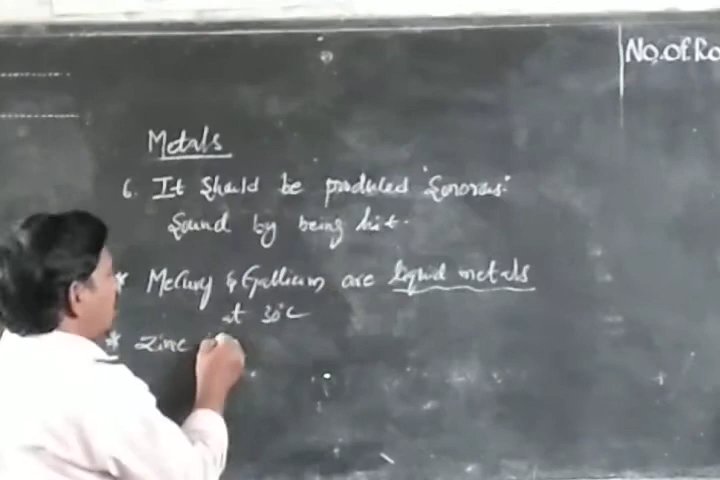 No. of Ro
Metals
6. It should be produced "Sonorous"
Sound by being hit.
* Mercury & Gallium are liquid metals
at 30°C
* Zinc